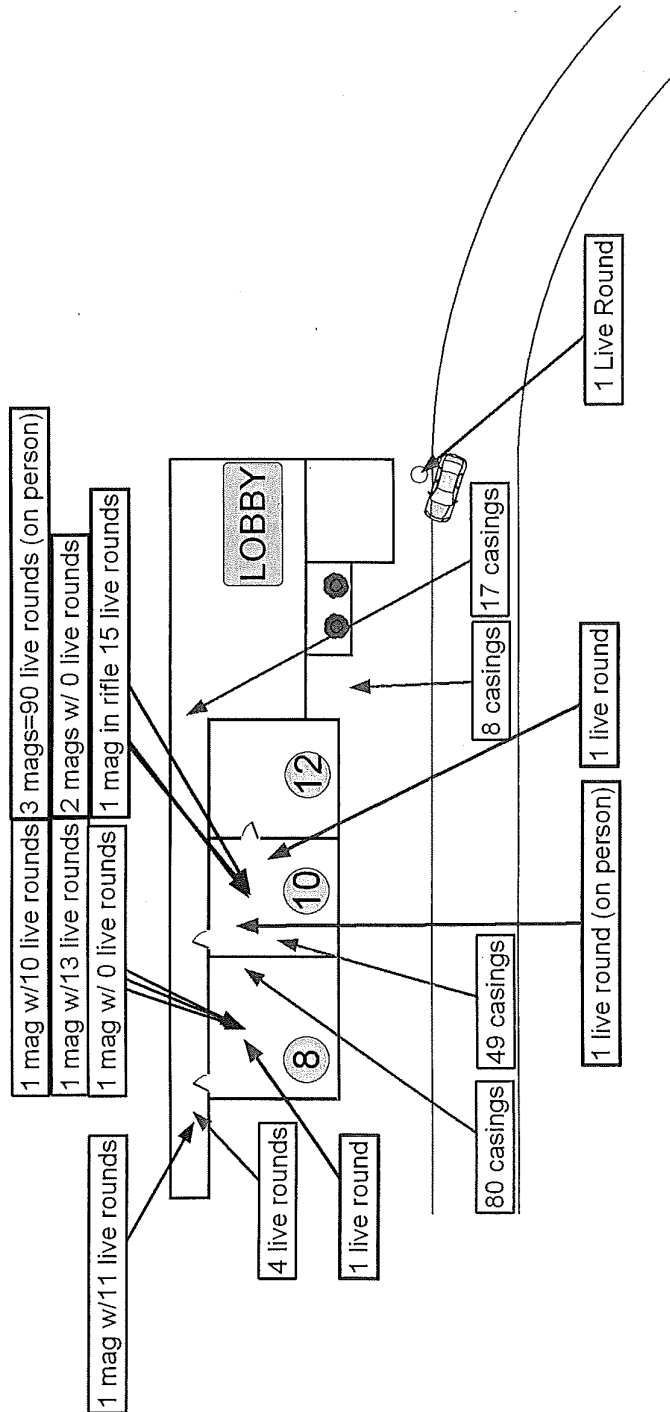 1 mag w/10 live rounds
3 mags=90 live rounds (on person)
1 mag w/13 live rounds
2 mags w/ 0 live rounds
1 mag w/11 live rounds
1 mag w/ 0 live rounds
1 mag in rifle 15 live rounds
LOBBY
8
10
12
4 live rounds
1 live round
80 casings
49 casings
8 casings
17 casings
1 live round (on person)
1 live round
1 Live Round